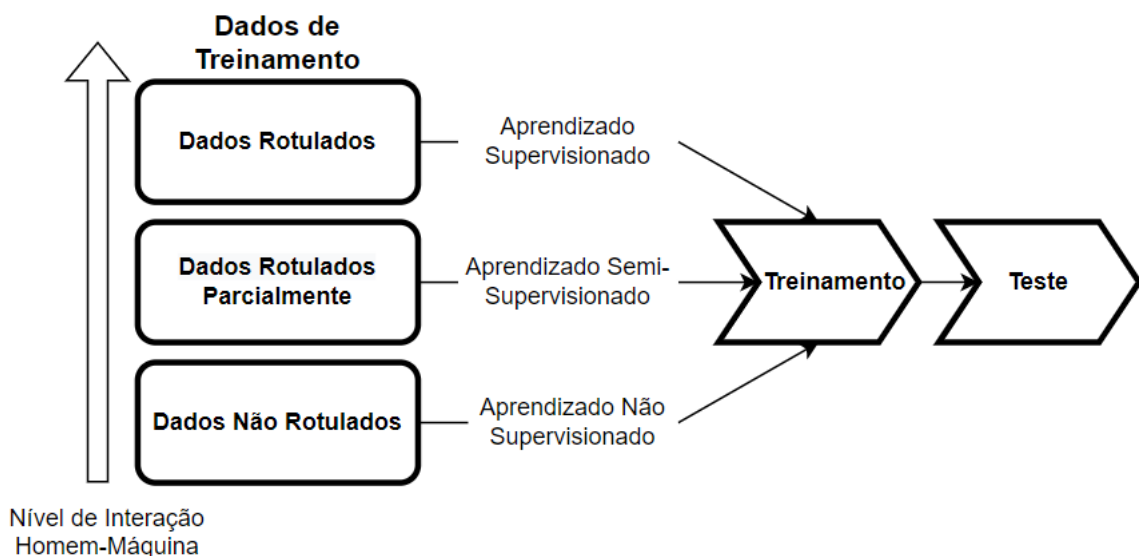 Dados de
Treinamento
Dados Rotulados
Aprendizado
Supervisionado
Dados Rotulados
Parcialmente
Aprendizado Semi-
Supervisionado
Treinamento
Teste
Dados Não Rotulados
Aprendizado Não
Supervisionado
Nível de Interação
Homem-Máquina